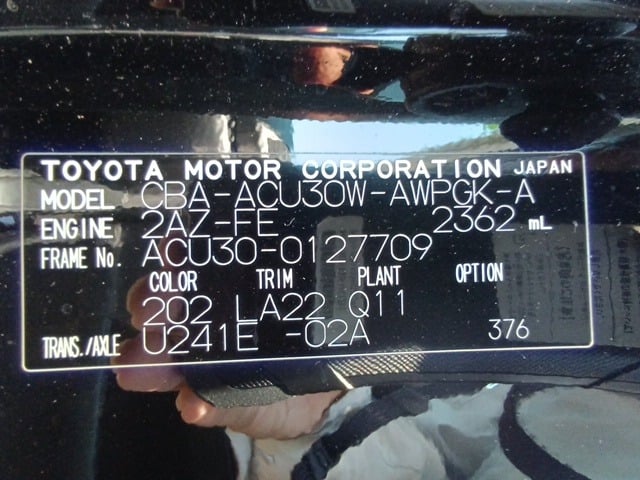 TOYOTA MOTOR CORPORATION JAPAN
MODEL CBA-ACU30W-AWPGK-A
ENGINE 2AZ-FE 2362 mL
FRAME No. ACU30-0127709
COLOR TRIM PLANT OPTION
202 LA22 Q11
TRANS./AXLE U241E -02A 376